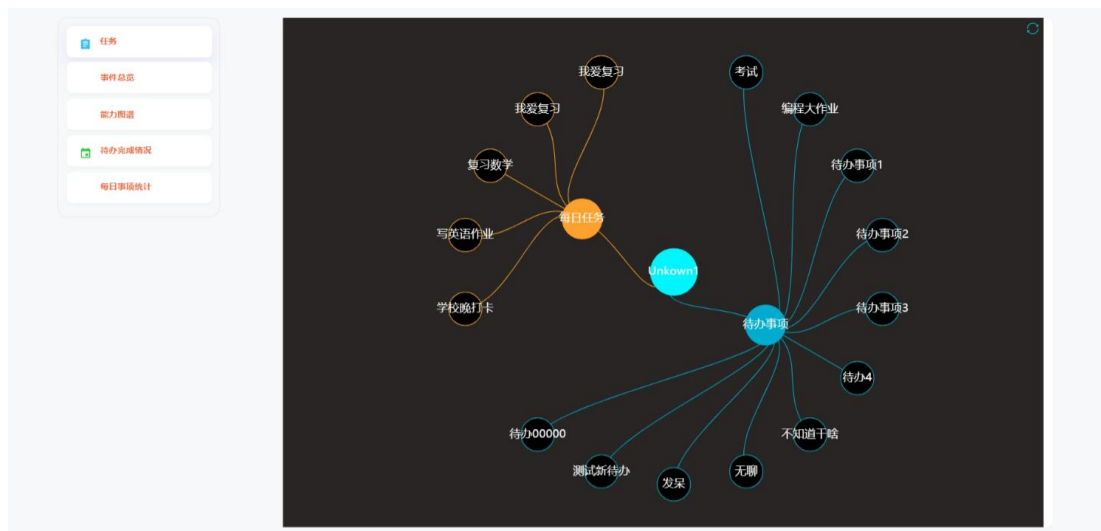 任务
事件总览
能力图谱
待办完成情况
每日事项统计
我爱复习
考试
我爱复习
编程大作业
复习数学
待办事项1
每日任务
写英语作业
待办事项2
Unkown1
学校晚打卡
待办事项3
待办事项
待办4
待办00000
不知道干啥
测试新待办
发呆
无聊